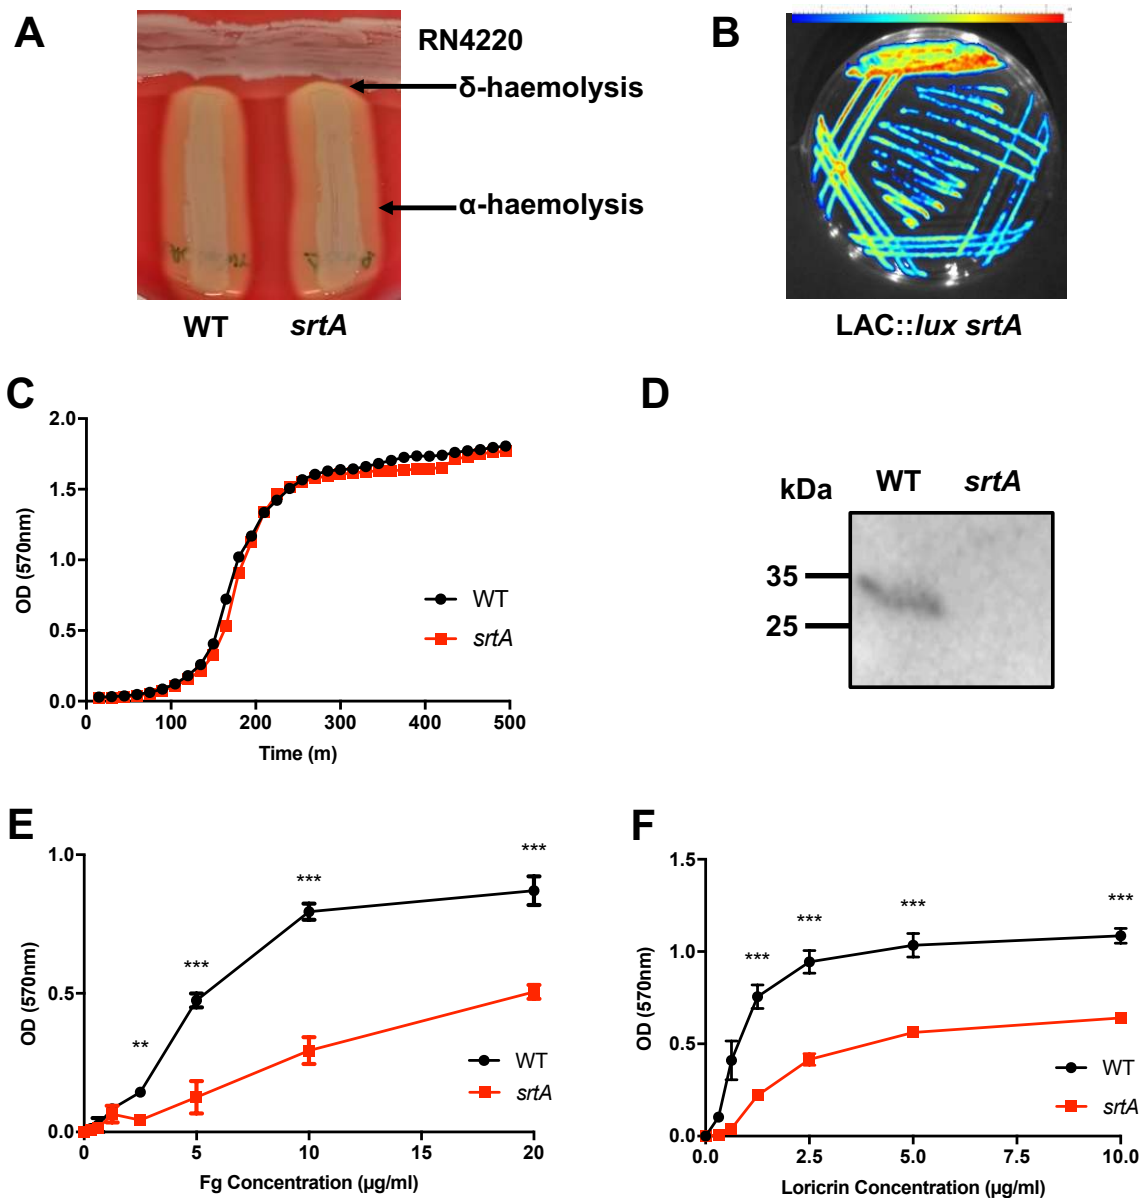 A
RN4220
δ-haemolysis
α-haemolysis
WT srtA
B
LAC::lux srtA
C
2.0
1.5
1.0
0.5
0.0
OD (570nm)
0 100 200 300 400 500
Time (m)
WT
srtA
D
kDa WT srtA
35
25
E
1.0
0.5
0.0
OD (570nm)
** *** *** ***
0 5 10 15 20
Fg Concentration (µg/ml)
WT
srtA
F
1.5
1.0
0.5
0.0
OD (570nm)
*** *** *** ***
0.0 2.5 5.0 7.5 10.0
Loricrin Concentration (µg/ml)
WT
srtA